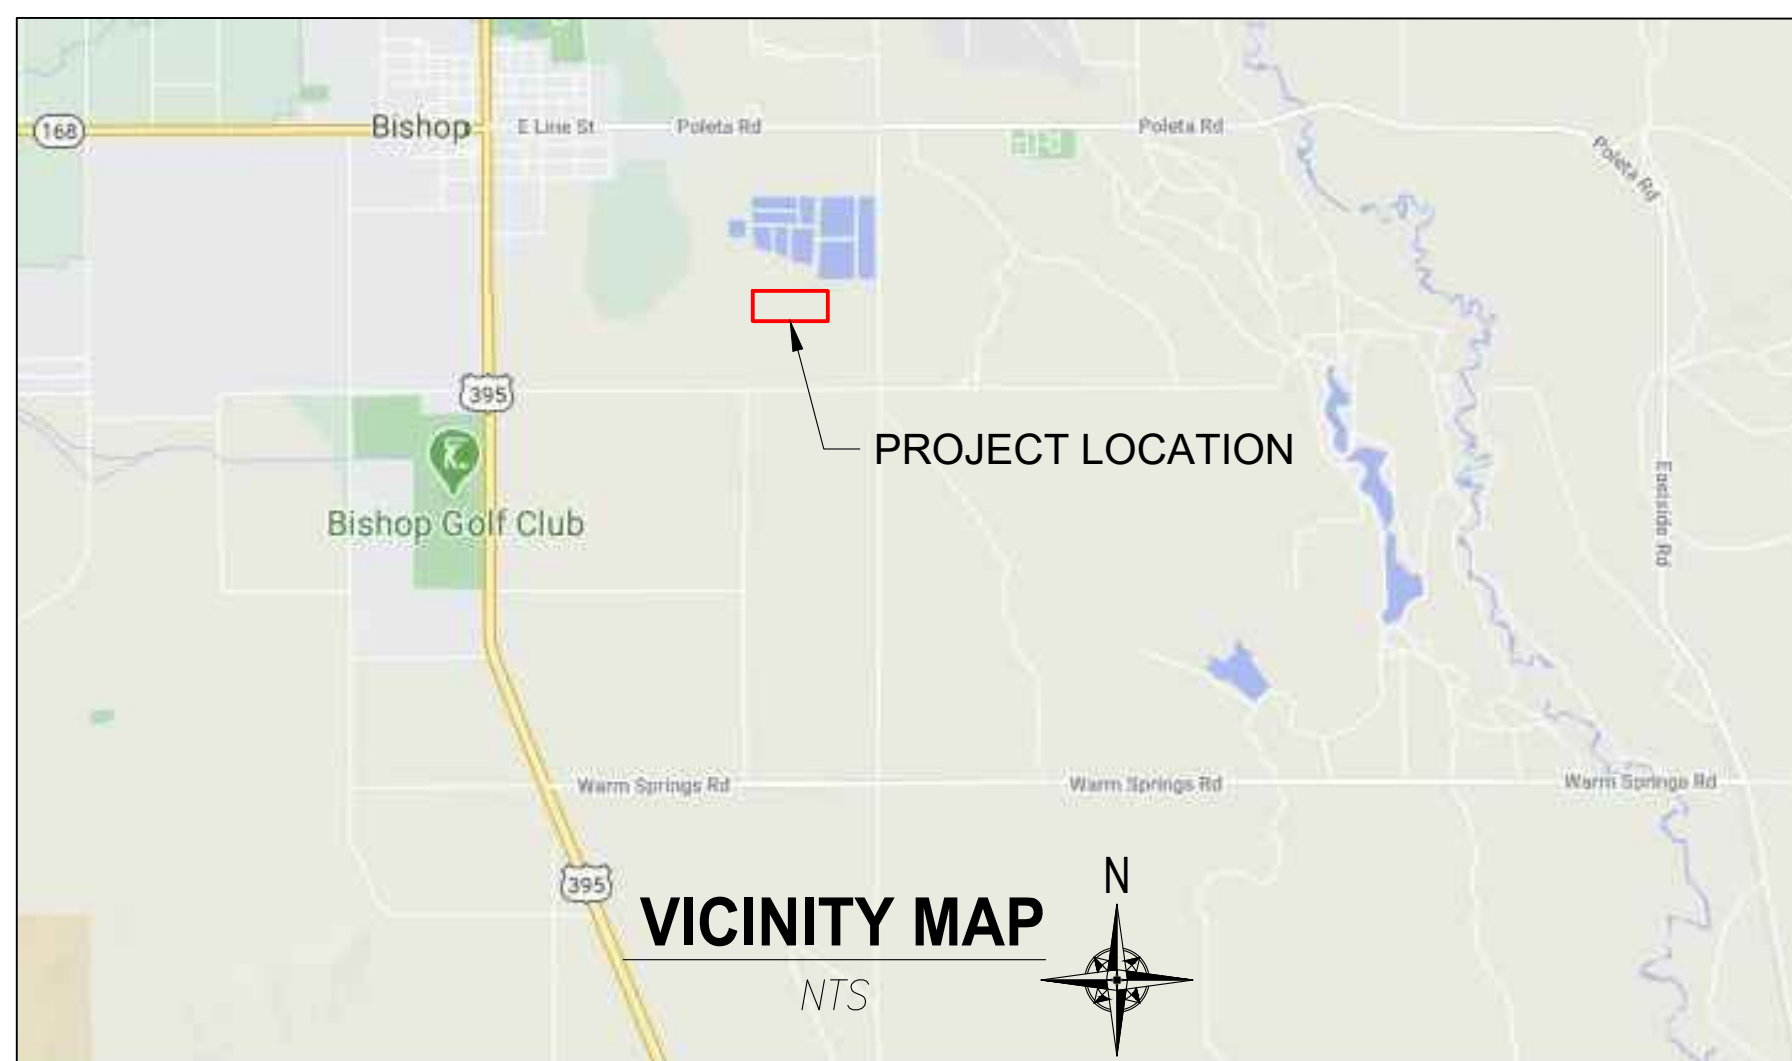 168
Bishop
E Line St
Poleta Rd
Poleta Rd
Poleta Rd
395
PROJECT LOCATION
Bishop Golf Club
Eastside Rd
Warm Springs Rd
Warm Springs Rd
Warm Springs Rd
395
N
VICINITY MAP
NTS